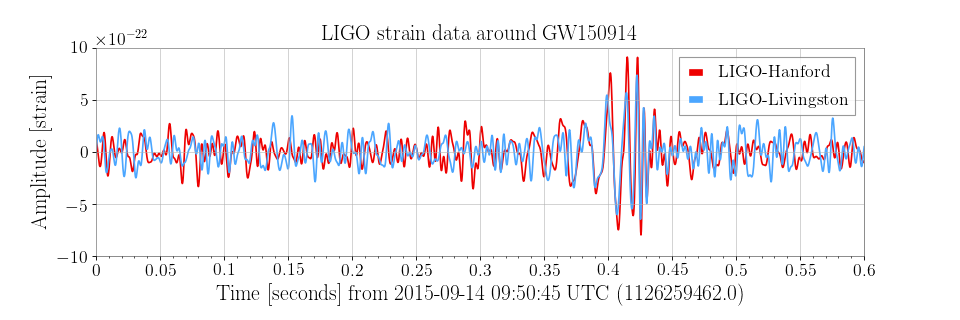 LIGO strain data around GW150914
×10⁻²²
Amplitude [strain]
10
5
0
−5
−10
LIGO-Hanford
LIGO-Livingston
0 0.05 0.1 0.15 0.2 0.25 0.3 0.35 0.4 0.45 0.5 0.55 0.6
Time [seconds] from 2015-09-14 09:50:45 UTC (1126259462.0)